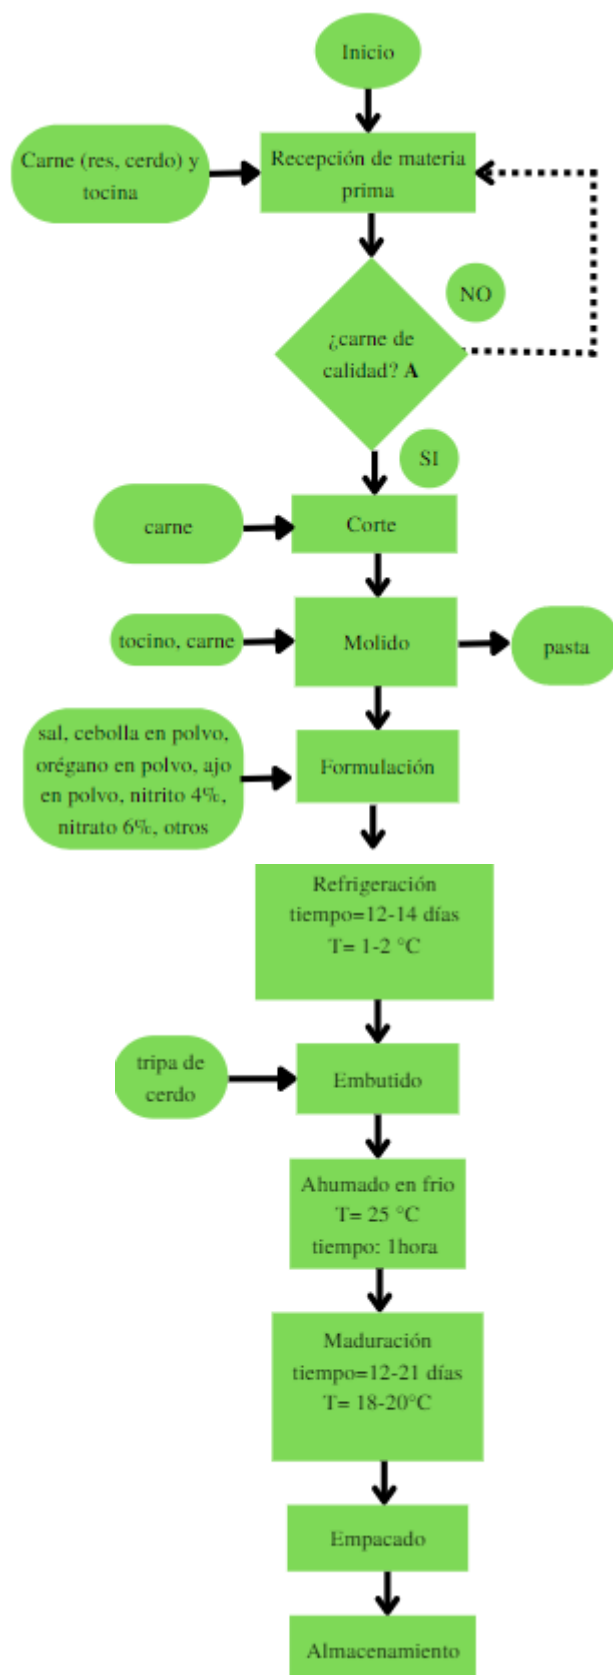 Inicio
Carne (res, cerdo) y
tocina
Recepción de materia
prima
NO
¿carne de
calidad? A
SI
carne
Corte
tocino, carne
Molido
pasta
sal, cebolla en polvo,
orégano en polvo, ajo
en polvo, nitrito 4%,
nitrato 6%, otros
Formulación
Refrigeración
tiempo=12-14 días
T= 1-2 °C
tripa de
cerdo
Embutido
Ahumado en frio
T= 25 °C
tiempo: 1hora
Maduración
tiempo=12-21 días
T= 18-20°C
Empacado
Almacenamiento